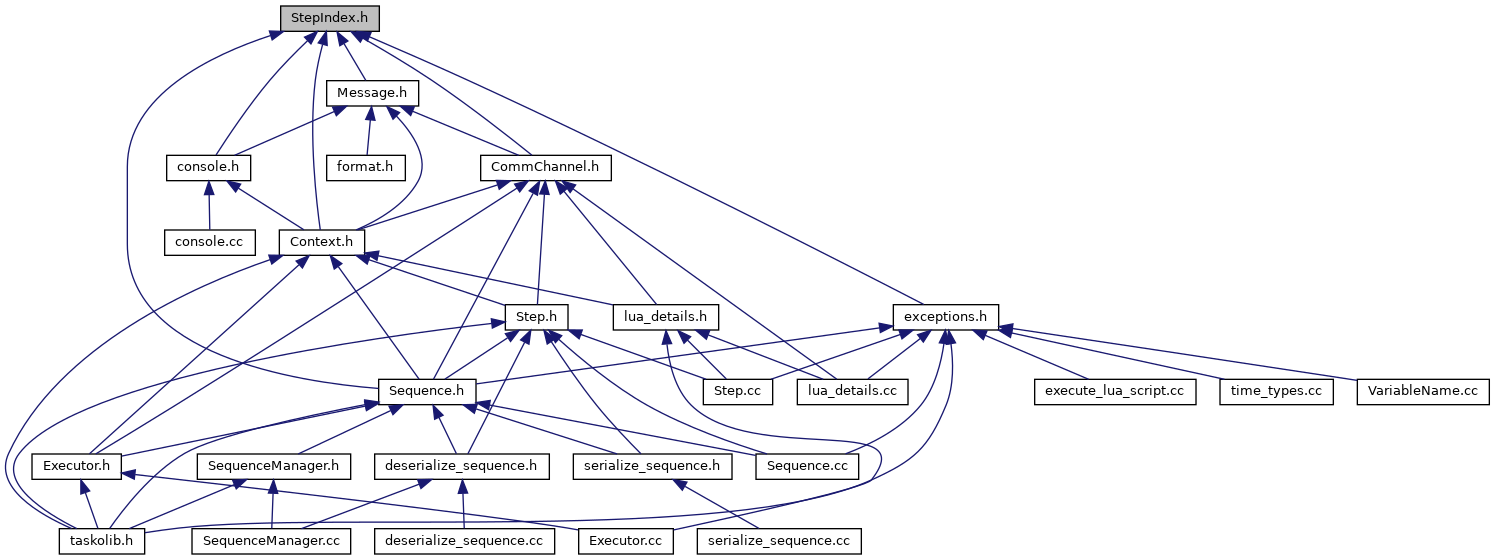 StepIndex.h
Message.h
console.h
format.h
CommChannel.h
console.cc
Context.h
Step.h
lua_details.h
exceptions.h
Sequence.h
Step.cc
lua_details.cc
execute_lua_script.cc
time_types.cc
VariableName.cc
Executor.h
SequenceManager.h
deserialize_sequence.h
serialize_sequence.h
Sequence.cc
taskolib.h
SequenceManager.cc
deserialize_sequence.cc
Executor.cc
serialize_sequence.cc